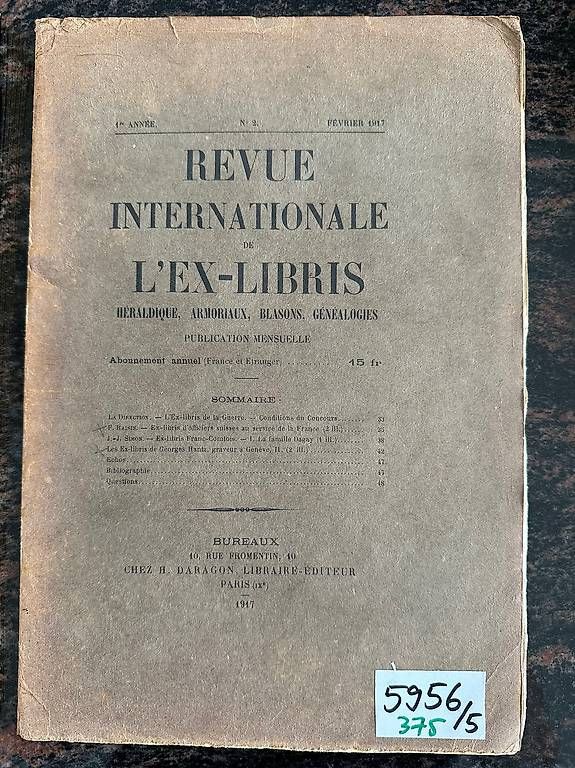 1re ANNÉE. N° 2. FÉVRIER 1917
REVUE
INTERNATIONALE
DE
L'EX-LIBRIS
HÉRALDIQUE, ARMORIAUX, BLASONS, GÉNÉALOGIES
PUBLICATION MENSUELLE
Abonnement annuel (France et Étranger) ........... 15 fr
SOMMAIRE
LA DIRECTION. — L'Ex-libris de la Guerre. — Conditions du Concours...... 33
Ex-libris d'officiers suisses au service de la France (2 ill.)......
J.-J. SIMON. — Ex-libris Franc-Comtois. — I. La famille Dagay (1 ill.)...... 38
Les Ex-libris de Georges Hantz, graveur à Genève, II. (2 ill.)...... 42
Echos...... 47
Bibliographie...... 47
Questions...... 48
BUREAUX
10, RUE FROMENTIN, 10
CHEZ H. DARAGON, LIBRAIRE-ÉDITEUR
PARIS (IXe)
1917
5956/5
375